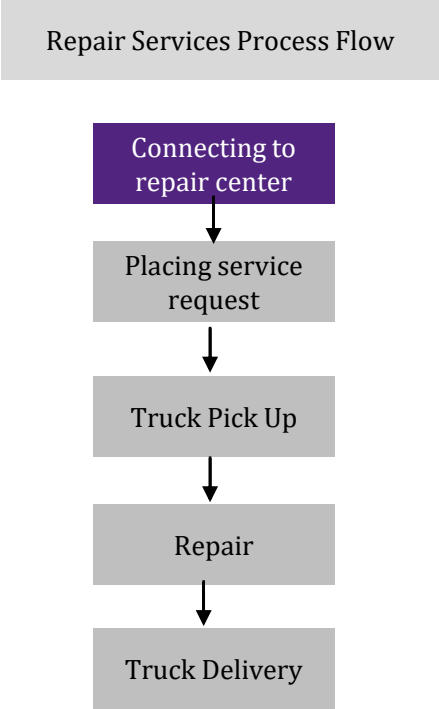 Repair Services Process Flow
Connecting to
repair center
Placing service
request
Truck Pick Up
Repair
Truck Delivery